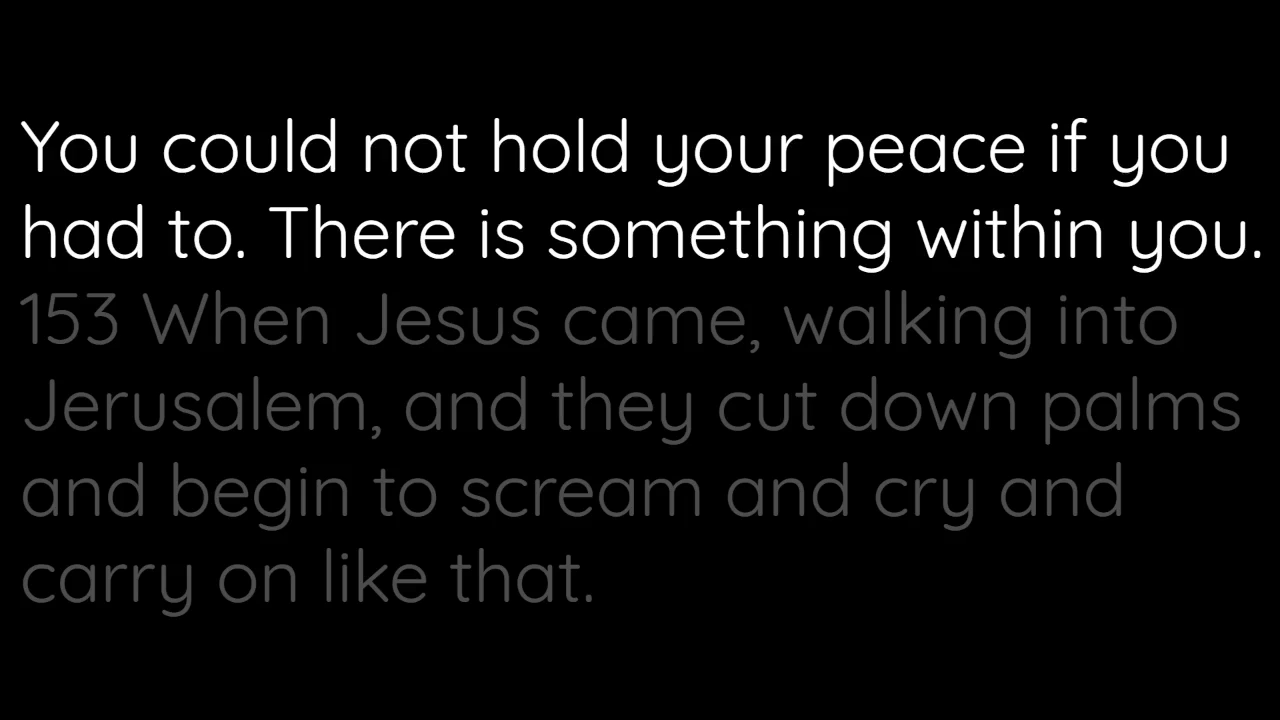 You could not hold your peace if you
had to. There is something within you.
153 When Jesus came, walking into
Jerusalem, and they cut down palms
and begin to scream and cry and
carry on like that.